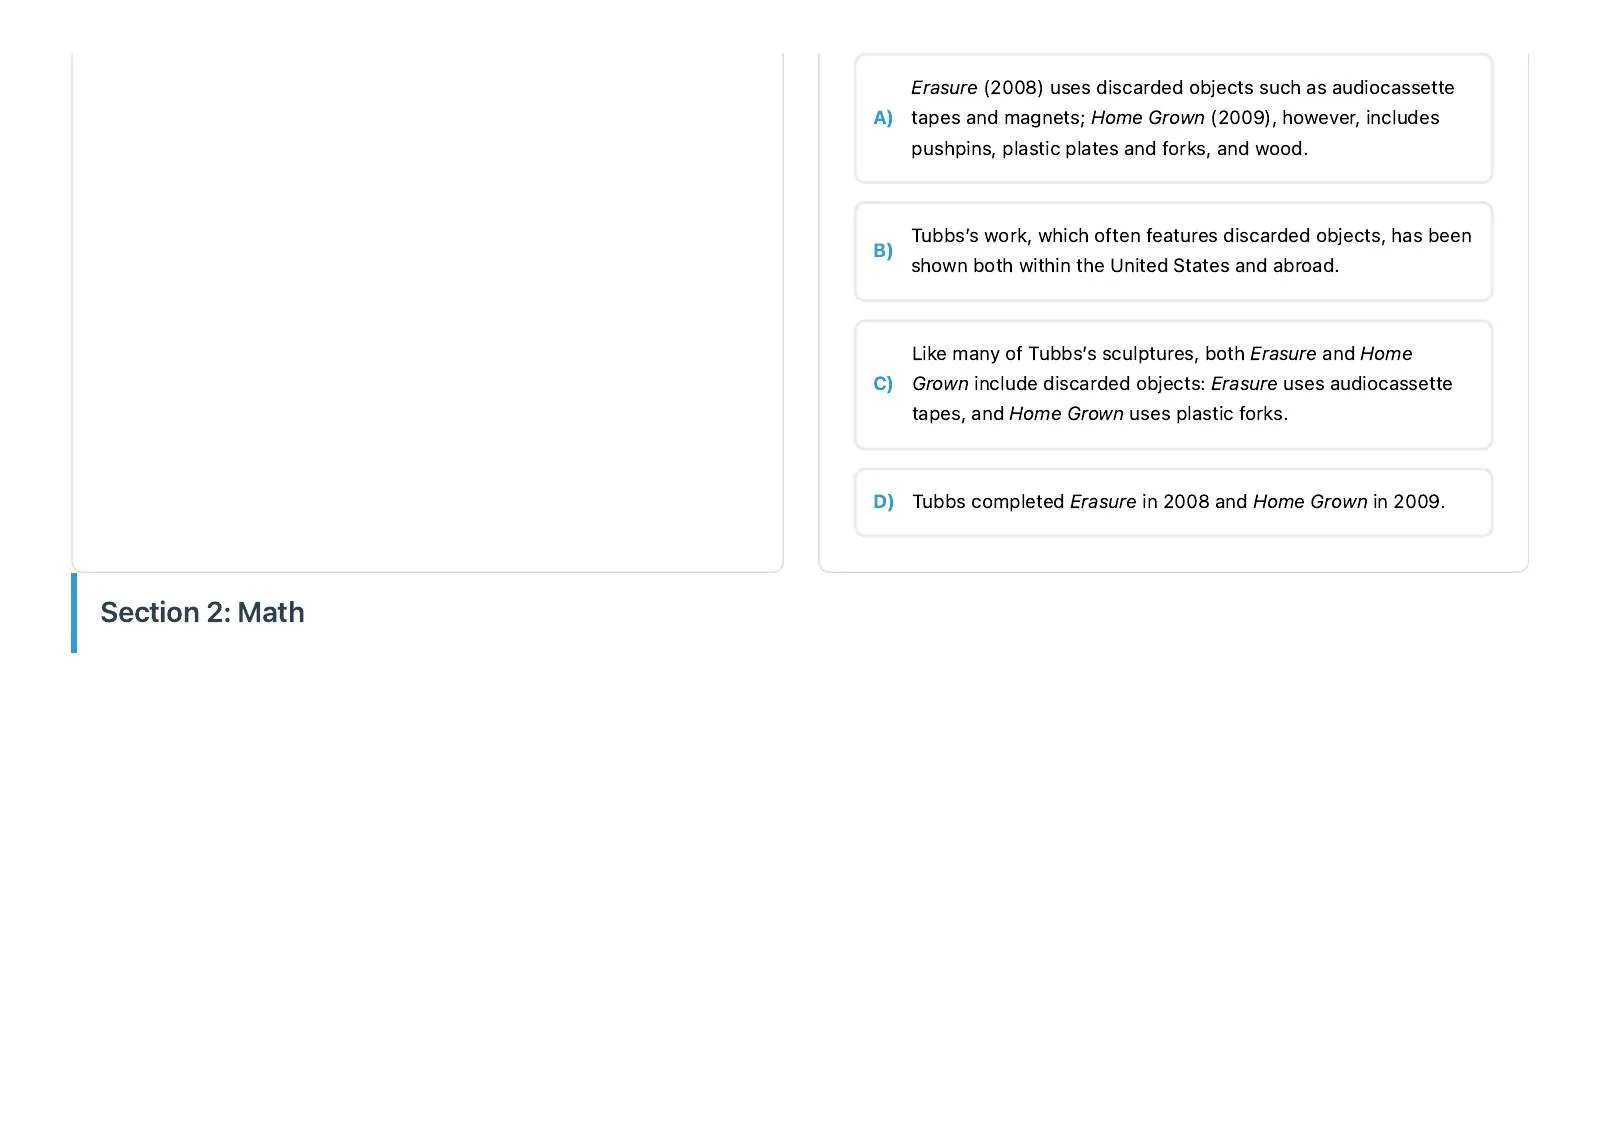 Erasure (2008) uses discarded objects such as audiocassette
A) tapes and magnets; Home Grown (2009), however, includes
pushpins, plastic plates and forks, and wood.
Tubbs’s work, which often features discarded objects, has been
B)
shown both within the United States and abroad.
Like many of Tubbs’s sculptures, both Erasure and Home
C) Grown include discarded objects: Erasure uses audiocassette
tapes, and Home Grown uses plastic forks.
D) Tubbs completed Erasure in 2008 and Home Grown in 2009.
Section 2: Math